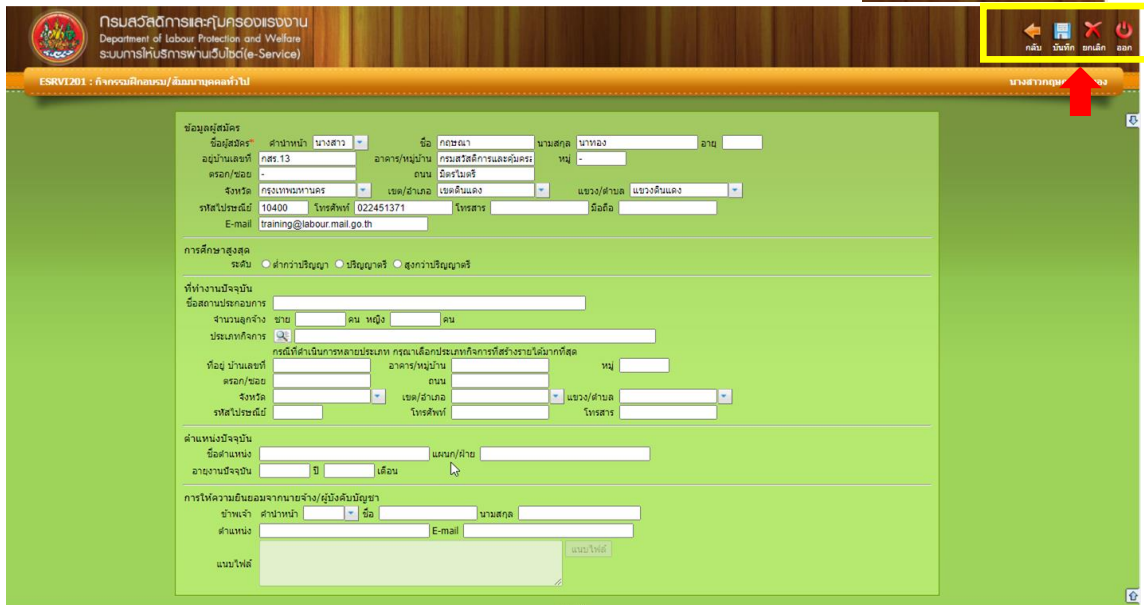 กรมสวัสดิการและคุ้มครองแรงงาน
Department of Labour Protection and Welfare
ระบบการให้บริการผ่านเว็บไซต์(e-Service)
กลับ บันทึก ยกเลิก ออก
ESRVT201 : กิจกรรมฝึกอบรม/สัมมนาบุคคลทั่วไป
ข้อมูลผู้สมัคร
ชื่อผู้สมัคร* คำนำหน้า นางสาว ชื่อ กฤษณา นามสกุล นาทอง อายุ
อยู่บ้านเลขที่ กสร.13 อาคาร/หมู่บ้าน กรมสวัสดิการและคุ้มครอ หมู่ -
ตรอก/ซอย - ถนน มิตรไมตรี
จังหวัด กรุงเทพมหานคร เขต/อำเภอ เขตดินแดง แขวง/ตำบล แขวงดินแดง
รหัสไปรษณีย์ 10400 โทรศัพท์ 022451371 โทรสาร มือถือ
E-mail training@labour.mail.go.th
การศึกษาสูงสุด
ระดับ ต่ำกว่าปริญญา ปริญญาตรี สูงกว่าปริญญาตรี
ที่ทำงานปัจจุบัน
ชื่อสถานประกอบการ
จำนวนลูกจ้าง ชาย คน หญิง คน
ประเภทกิจการ
กรณีที่ดำเนินการหลายประเภท กรุณาเลือกประเภทกิจการที่สร้างรายได้มากที่สุด
ที่อยู่ บ้านเลขที่ อาคาร/หมู่บ้าน หมู่
ตรอก/ซอย ถนน
จังหวัด เขต/อำเภอ แขวง/ตำบล
รหัสไปรษณีย์ โทรศัพท์ โทรสาร
ตำแหน่งปัจจุบัน
ชื่อตำแหน่ง แผนก/ฝ่าย
อายุงานปัจจุบัน ปี เดือน
การให้ความยินยอมจากนายจ้าง/ผู้บังคับบัญชา
ข้าพเจ้า คำนำหน้า ชื่อ นามสกุล
ตำแหน่ง E-mail
แนบไฟล์ แนบไฟล์